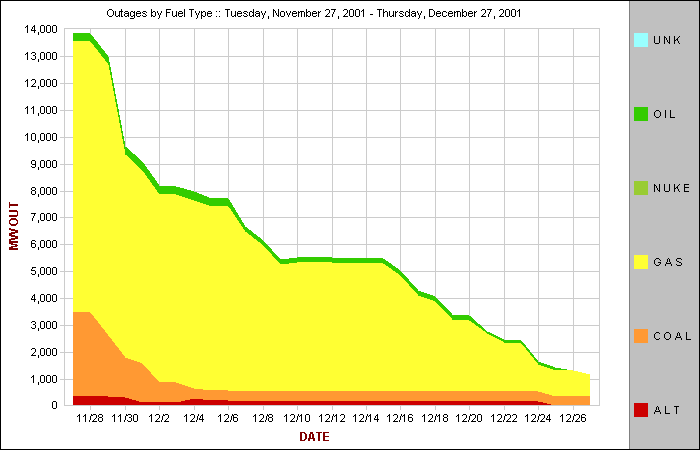 Outages by Fuel Type :: Tuesday, November 27, 2001 - Thursday, December 27, 2001
14,000
13,000
12,000
11,000
10,000
9,000
8,000
7,000
6,000
5,000
4,000
3,000
2,000
1,000
0
MWOUT
11/28 11/30 12/2 12/4 12/6 12/8 12/10 12/12 12/14 12/16 12/18 12/20 12/22 12/24 12/26
DATE
UNK
OIL
NUKE
GAS
COAL
ALT